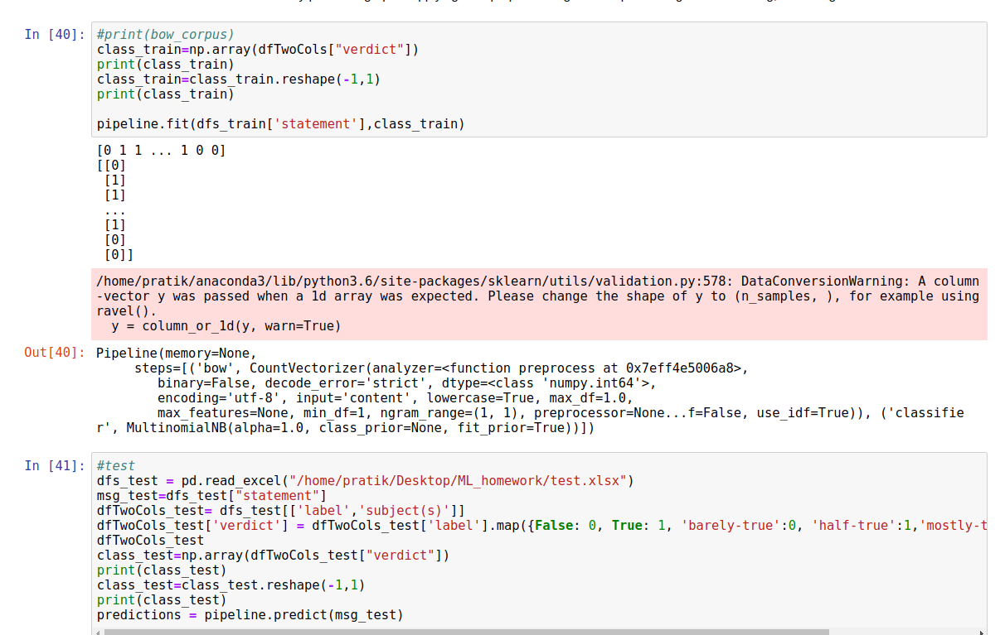 In [40]: #print(bow_corpus)
class_train=np.array(dfTwoCols["verdict"])
print(class_train)
class_train=class_train.reshape(-1,1)
print(class_train)
pipeline.fit(dfs_train['statement'],class_train)
[0 1 1 ... 1 0 0]
[[0]
[1]
[1]
...
[1]
[0]
[0]]
/home/pratik/anaconda3/lib/python3.6/site-packages/sklearn/utils/validation.py:578: DataConversionWarning: A column
-vector y was passed when a 1d array was expected. Please change the shape of y to (n_samples, ), for example using
ravel().
y = column_or_1d(y, warn=True)
Out[40]: Pipeline(memory=None,
steps=[('bow', CountVectorizer(analyzer=<function preprocess at 0x7eff4e5006a8>,
binary=False, decode_error='strict', dtype=<class 'numpy.int64'>,
encoding='utf-8', input='content', lowercase=True, max_df=1.0,
max_features=None, min_df=1, ngram_range=(1, 1), preprocessor=None...f=False, use_idf=True)), ('classifie
r', MultinomialNB(alpha=1.0, class_prior=None, fit_prior=True))])
In [41]: #test
dfs_test = pd.read_excel("/home/pratik/Desktop/ML_homework/test.xlsx")
msg_test=dfs_test["statement"]
dfTwoCols_test= dfs_test[['label','subject(s)']]
dfTwoCols_test['verdict'] = dfTwoCols_test['label'].map({False: 0, True: 1, 'barely-true':0, 'half-true':1,'mostly-t
dfTwoCols_test
class_test=np.array(dfTwoCols_test["verdict"])
print(class_test)
class_test=class_test.reshape(-1,1)
print(class_test)
predictions = pipeline.predict(msg_test)